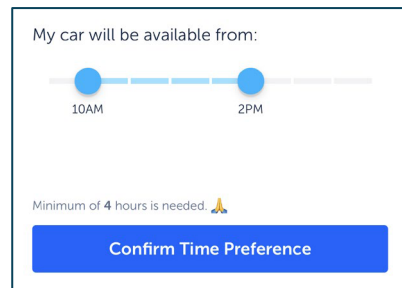 My car will be available from:
10AM 2PM
Minimum of 4 hours is needed. 🙏
Confirm Time Preference